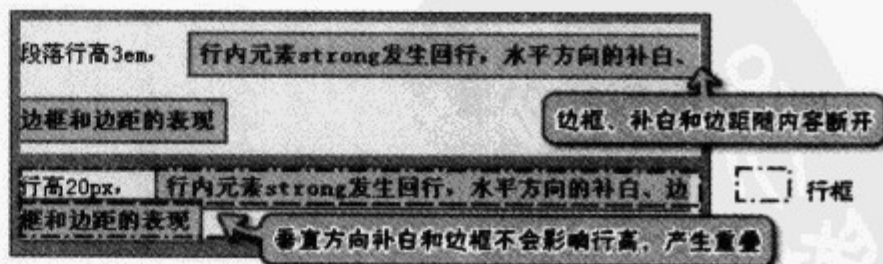 段落行高3em， 行内元素strong发生回行，水平方向的补白、
边框和边距的表现
边框、补白和边距随内容断开
行高20px， 行内元素strong发生回行，水平方向的补白、边
框和边距的表现
行框
垂直方向补白和边框不会影响行高，产生重叠